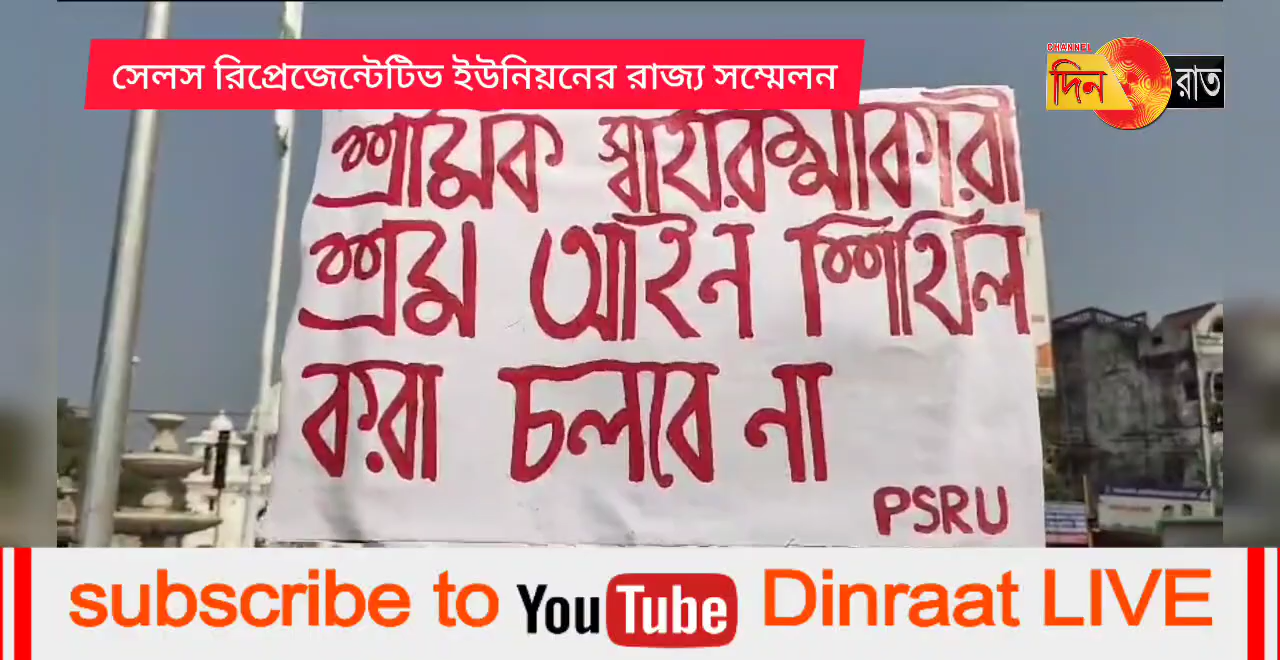 সেলস রিপ্রেজেন্টেটিভ ইউনিয়নের রাজ্য সম্মেলন
CHANNEL
দিন রাত
শ্রমিক স্বার্থরক্ষাকারী
শ্রম আইন শিথিল
করা চলবে না
PSRU
subscribe to YouTube Dinraat LIVE